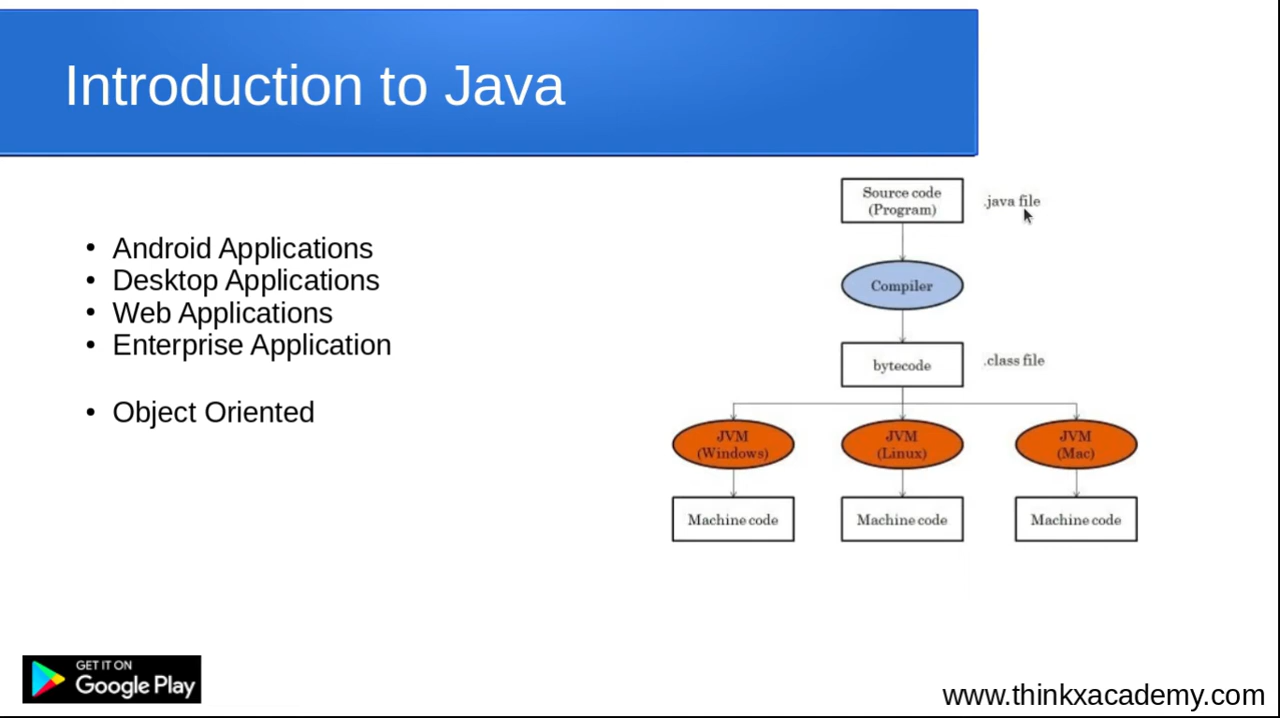 Introduction to Java
• Android Applications
• Desktop Applications
• Web Applications
• Enterprise Application
• Object Oriented
Source code
(Program)
.java file
Compiler
bytecode
.class file
JVM
(Windows)
JVM
(Linux)
JVM
(Mac)
Machine code
Machine code
Machine code
GET IT ON
Google Play
www.thinkxacademy.com